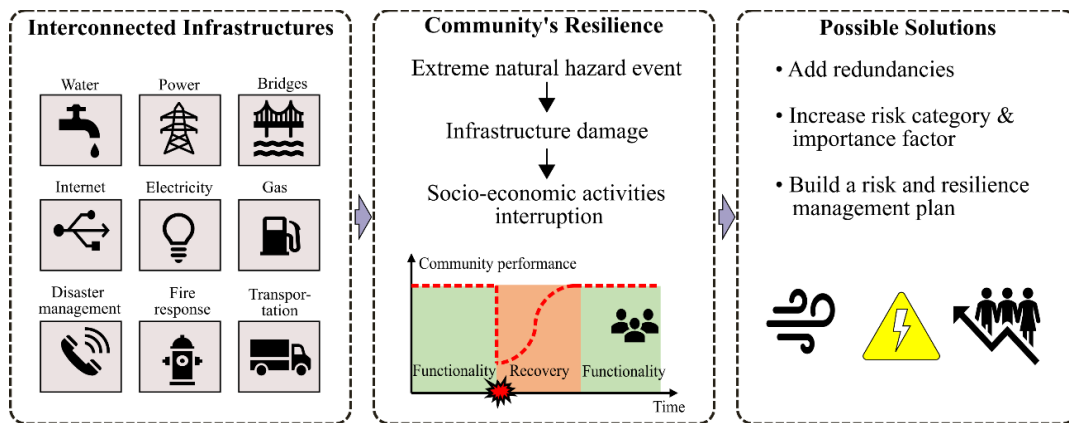 Interconnected Infrastructures
Water
Power
Bridges
Internet
Electricity
Gas
Disaster
management
Fire
response
Transpor-
tation
Community's Resilience
Extreme natural hazard event
Infrastructure damage
Socio-economic activities
interruption
Community performance
Functionality
Recovery
Functionality
Time
Possible Solutions
• Add redundancies
• Increase risk category &
importance factor
• Build a risk and resilience
management plan